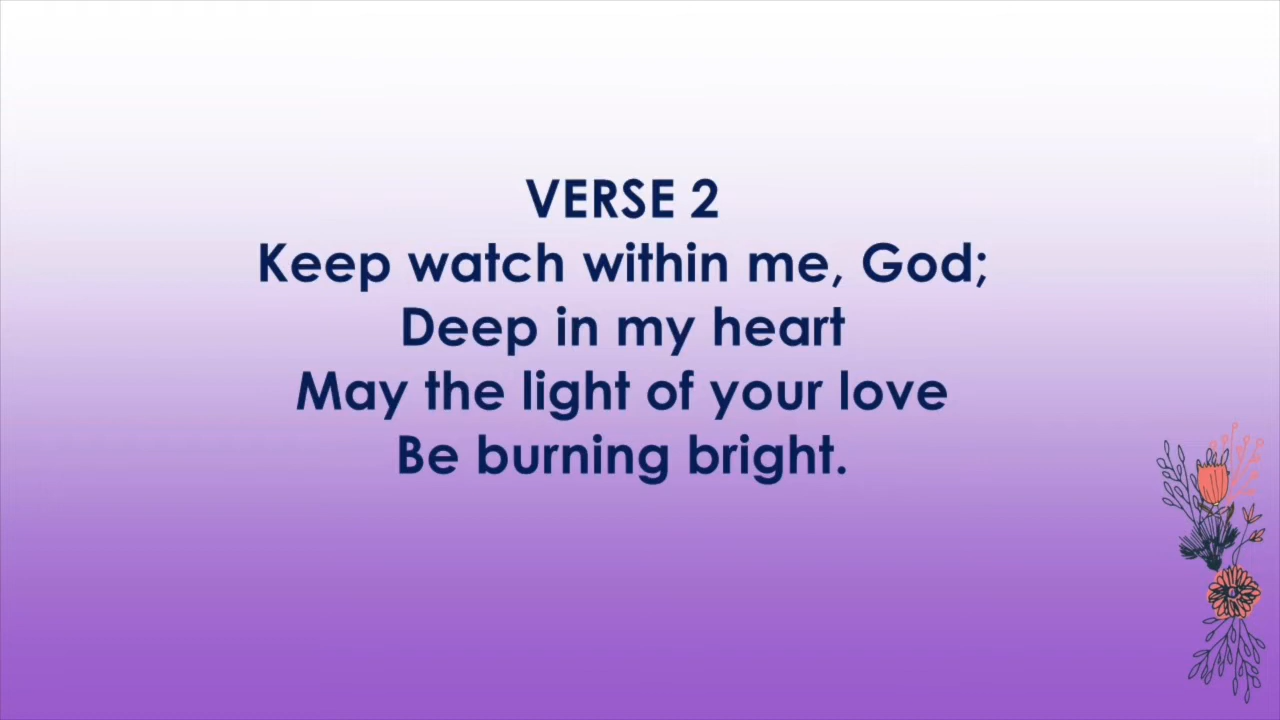 VERSE 2
Keep watch within me, God;
Deep in my heart
May the light of your love
Be burning bright.